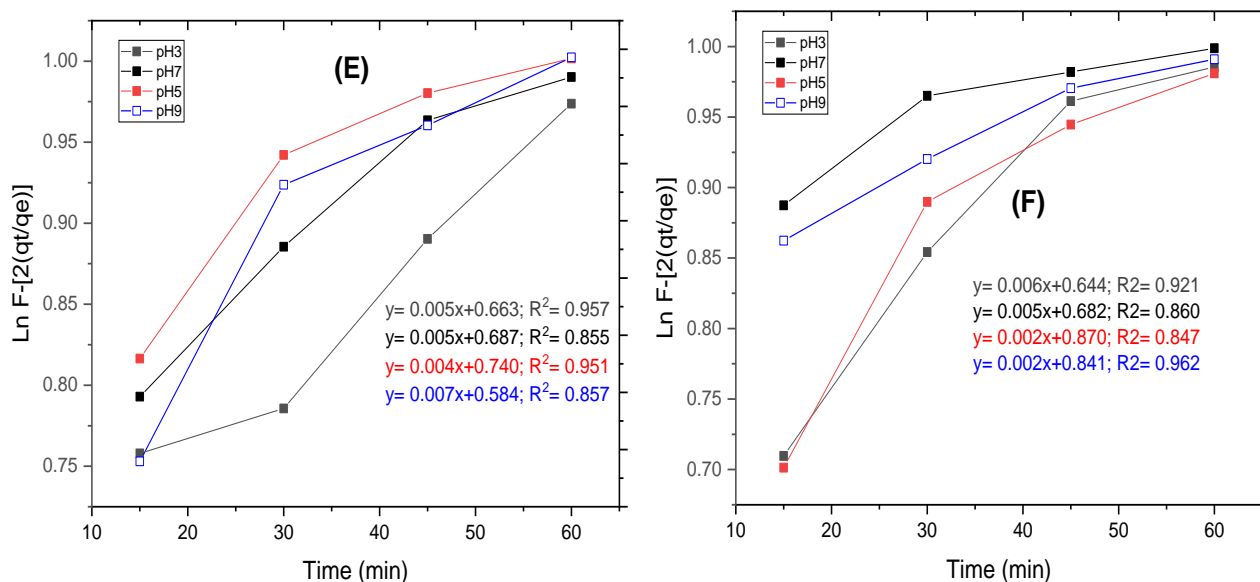 (E)
pH3
pH7
pH5
pH9
1.00
0.95
0.90
0.85
0.80
0.75
Ln F-[2(qt/qe)]
y= 0.005x+0.663; R²= 0.957
y= 0.005x+0.687; R²= 0.855
y= 0.004x+0.740; R²= 0.951
y= 0.007x+0.584; R²= 0.857
10 20 30 40 50 60
Time (min)
(F)
pH3
pH7
pH5
pH9
1.00
0.95
0.90
0.85
0.80
0.75
0.70
Ln F-[2(qt/qe)]
y= 0.006x+0.644; R2= 0.921
y= 0.005x+0.682; R2= 0.860
y= 0.002x+0.870; R2= 0.847
y= 0.002x+0.841; R2= 0.962
10 20 30 40 50 60
Time (min)